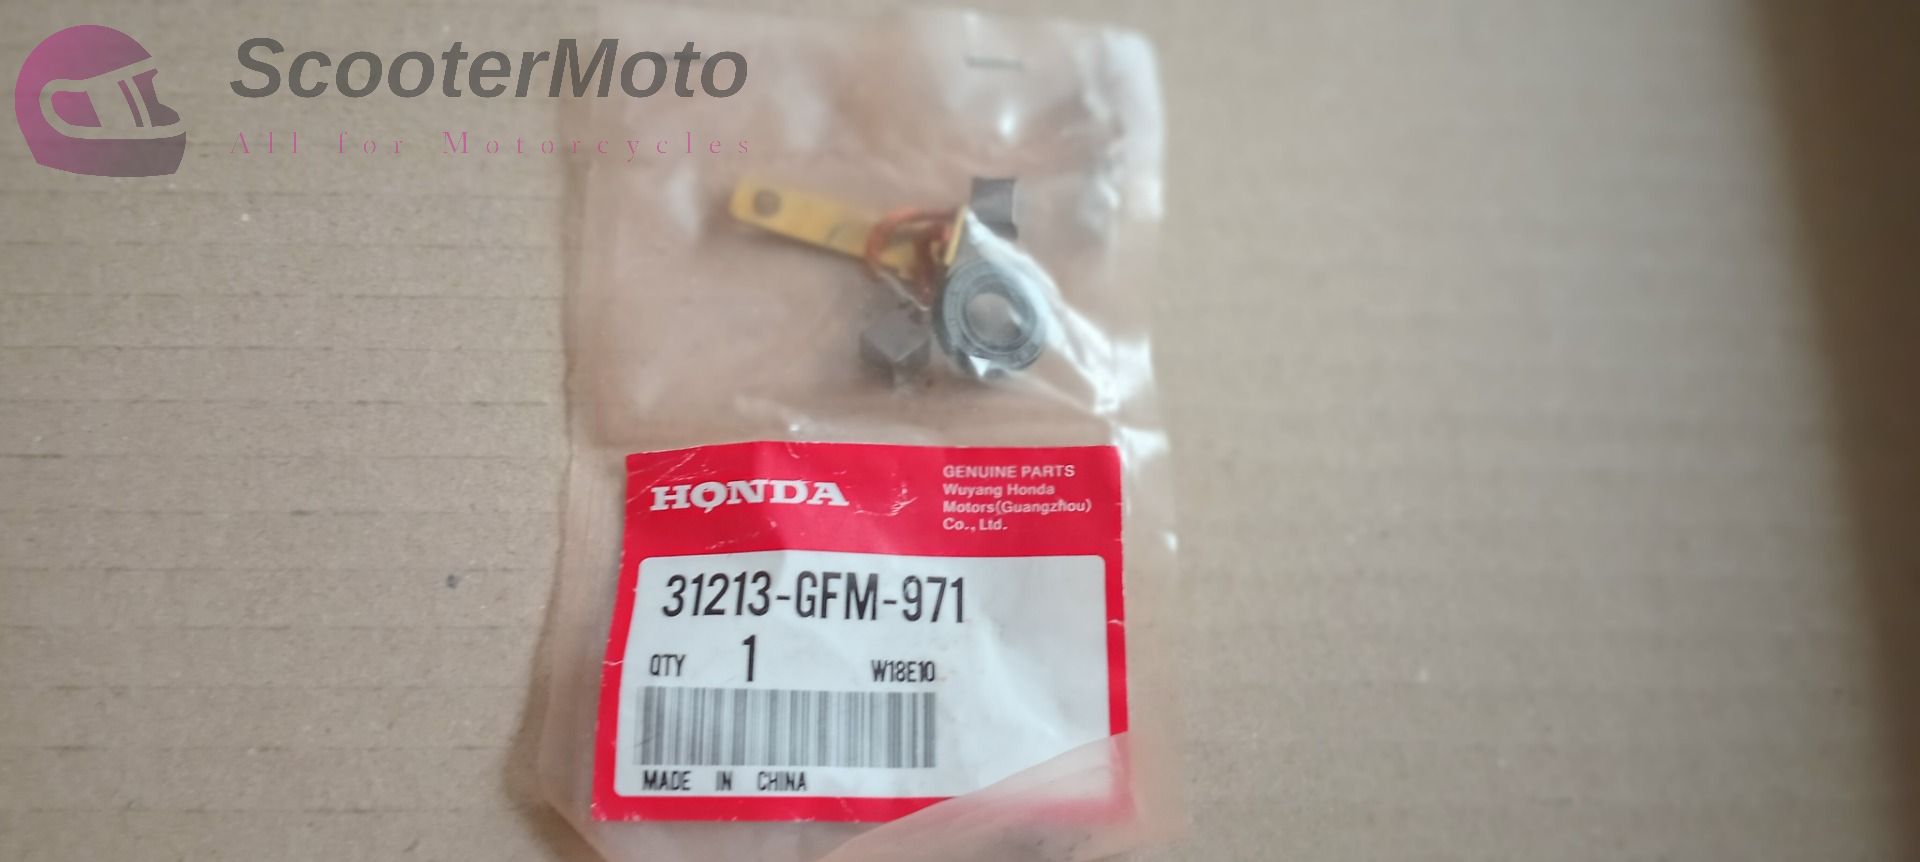 ScooterMoto
All for Motorcycles
HONDA
GENUINE PARTS
Wuyang Honda
Motors(Guangzhou)
Co., Ltd.
31213-GFM-971
QTY 1 W18E10
MADE IN CHINA